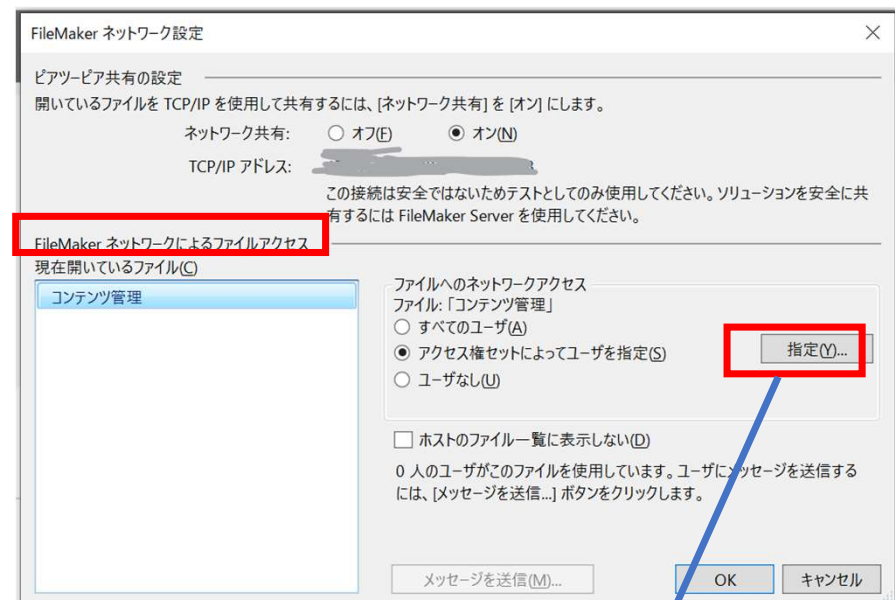 FileMaker ネットワーク設定
ピアツーピア共有の設定
開いているファイルを TCP/IP を使用して共有するには、[ネットワーク共有] を [オン] にします。
ネットワーク共有: オフ(F) オン(N)
TCP/IP アドレス:
この接続は安全ではないためテストとしてのみ使用してください。ソリューションを安全に共
有するには FileMaker Server を使用してください。
FileMaker ネットワークによるファイルアクセス
現在開いているファイル(C)
コンテンツ管理
ファイルへのネットワークアクセス
ファイル: 「コンテンツ管理」
すべてのユーザ(A)
アクセス権セットによってユーザを指定(S)
指定(Y)...
ユーザなし(U)
ホストのファイル一覧に表示しない(D)
0 人のユーザがこのファイルを使用しています。ユーザにメッセージを送信する
には、[メッセージを送信...] ボタンをクリックします。
メッセージを送信(M)... OK キャンセル